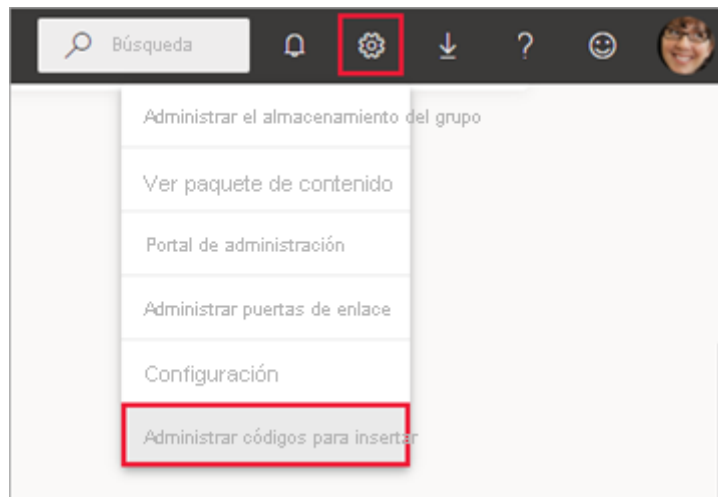 Búsqueda
Administrar el almacenamiento del grupo
Ver paquete de contenido
Portal de administración
Administrar puertas de enlace
Configuración
Administrar códigos para insertar